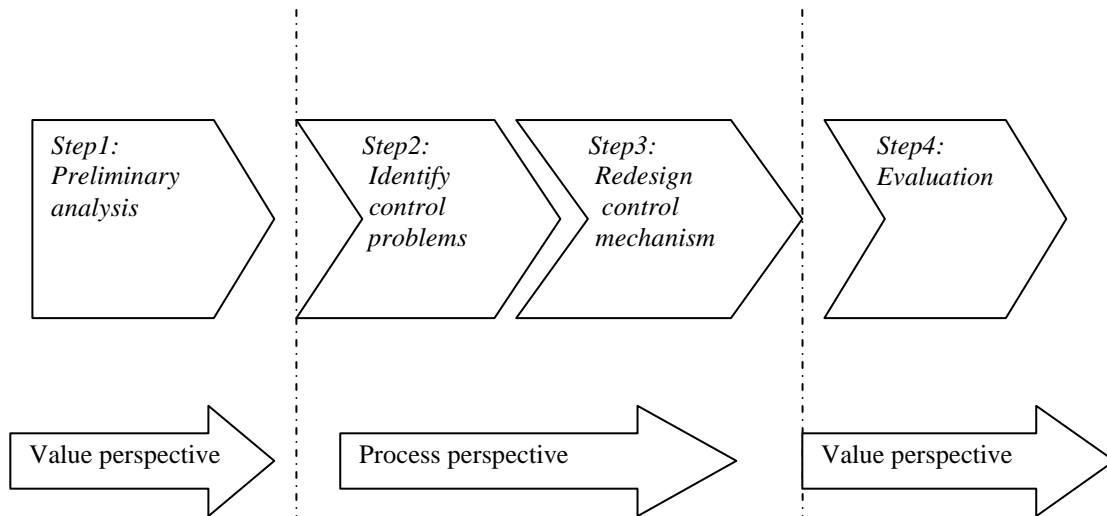 Step1:
Preliminary
analysis
Step2:
Identify
control
problems
Step3:
Redesign
control
mechanism
Step4:
Evaluation
Value perspective
Process perspective
Value perspective